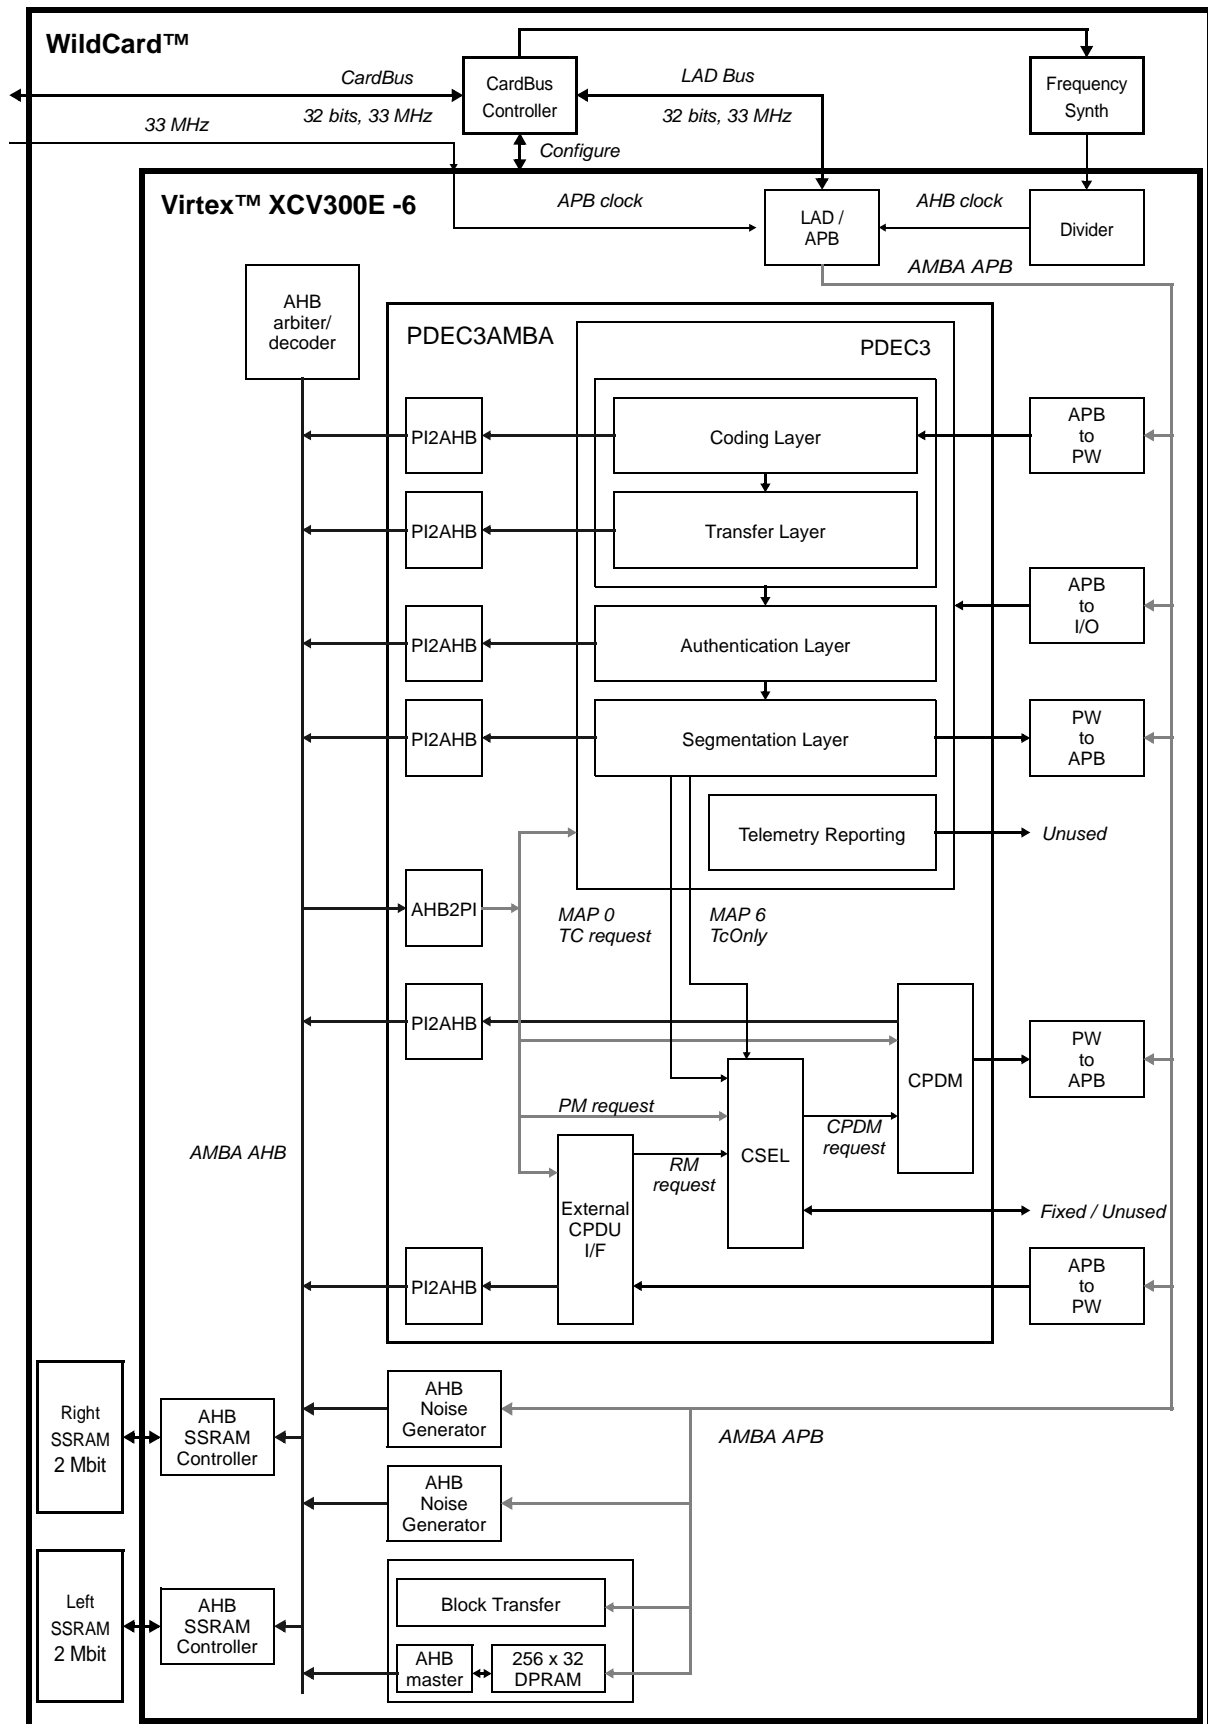 WildCard™
CardBus
32 bits, 33 MHz
33 MHz
CardBus
Controller
Configure
LAD Bus
32 bits, 33 MHz
Frequency
Synth
Virtex™ XCV300E -6
APB clock
LAD /
APB
AHB clock
Divider
AMBA APB
AHB
arbiter/
decoder
PDEC3AMBA
PDEC3
PI2AHB
Coding Layer
APB
to
PW
PI2AHB
Transfer Layer
APB
to
I/O
PI2AHB
Authentication Layer
PI2AHB
Segmentation Layer
PW
to
APB
Telemetry Reporting
Unused
AHB2PI
MAP 0
TC request
MAP 6
TcOnly
PI2AHB
CPDM
PW
to
APB
PM request
CSEL
CPDM
request
AMBA AHB
RM
request
External
CPDU
I/F
Fixed / Unused
PI2AHB
APB
to
PW
Right
SSRAM
2 Mbit
AHB
SSRAM
Controller
AHB
Noise
Generator
AMBA APB
AHB
Noise
Generator
Left
SSRAM
2 Mbit
AHB
SSRAM
Controller
Block Transfer
AHB
master
256 x 32
DPRAM